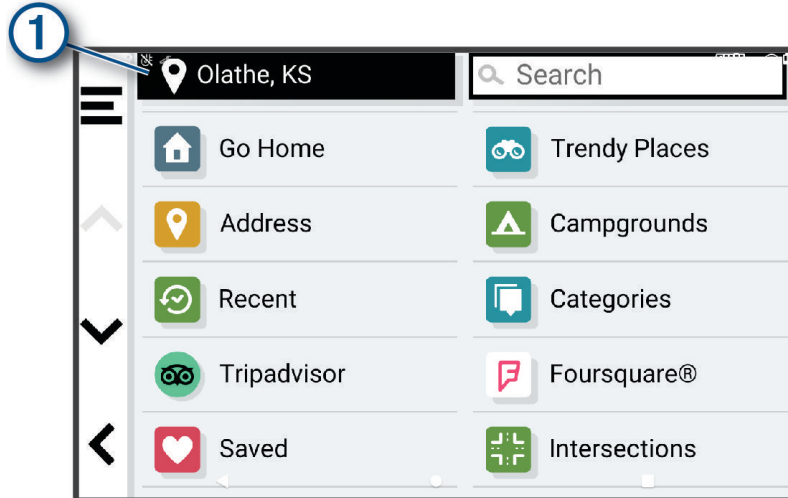 1
Olathe, KS
Search
Go Home
Trendy Places
Address
Campgrounds
Recent
Categories
Tripadvisor
Foursquare®
Saved
Intersections